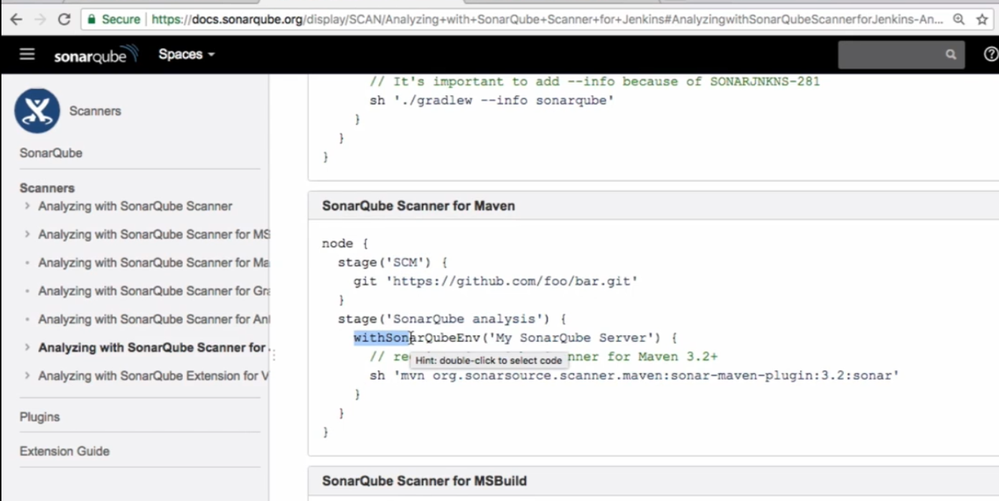 Secure | https://docs.sonarqube.org/display/SCAN/Analyzing+with+SonarQube+Scanner+for+Jenkins#AnalyzingwithSonarQubeScannerforJenkins-An...
sonarqube Spaces
Scanners
SonarQube
Scanners
Analyzing with SonarQube Scanner
Analyzing with SonarQube Scanner for MS
Analyzing with SonarQube Scanner for Ma
Analyzing with SonarQube Scanner for Gra
Analyzing with SonarQube Scanner for Ant
Analyzing with SonarQube Scanner for
Analyzing with SonarQube Extension for V
Plugins
Extension Guide
// It's important to add --info because of SONARJNKNS-281
sh './gradlew --info sonarqube'
}
}
}
SonarQube Scanner for Maven
node {
stage('SCM') {
git 'https://github.com/foo/bar.git'
}
stage('SonarQube analysis') {
withSonarQubeEnv('My SonarQube Server') {
// for Maven 3.2+
Hint: double-click to select code
sh 'mvn org.sonarsource.scanner.maven:sonar-maven-plugin:3.2:sonar'
}
}
}
SonarQube Scanner for MSBuild